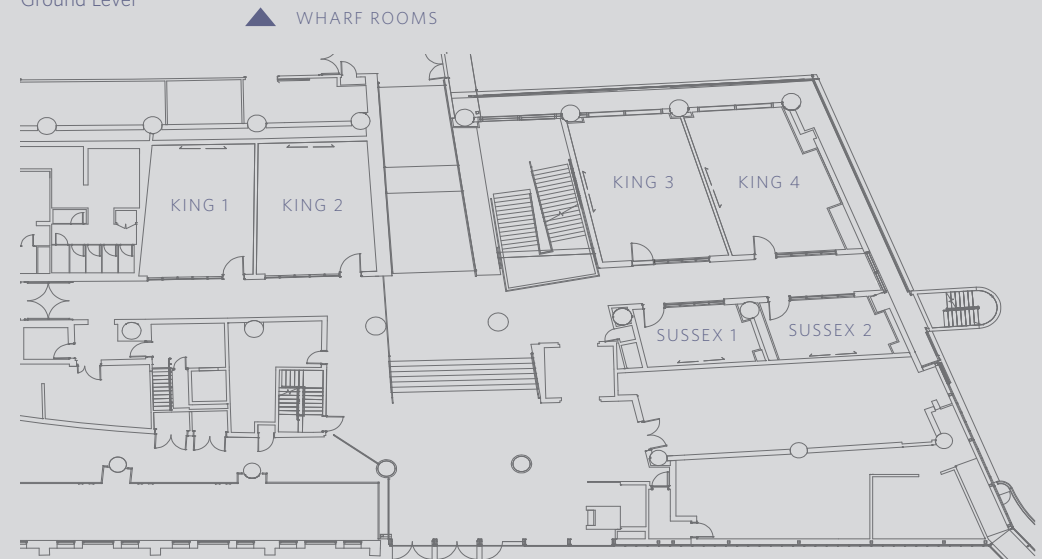 Ground Level
WHARF ROOMS
KING 1
KING 2
KING 3
KING 4
SUSSEX 1
SUSSEX 2